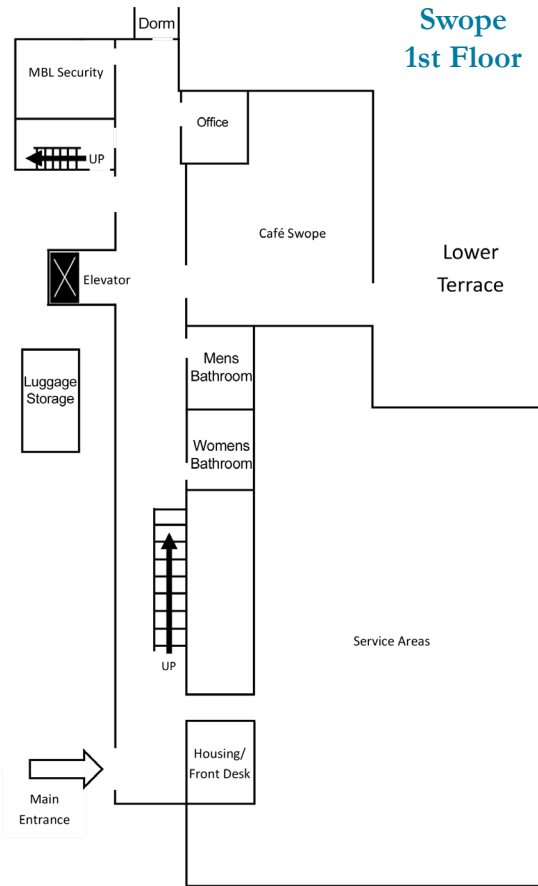 Swope
1st Floor
Dorm
MBL Security
Office
UP
Café Swope
Lower
Terrace
Elevator
Mens
Bathroom
Luggage
Storage
Womens
Bathroom
Service Areas
UP
Housing/
Front Desk
Main
Entrance